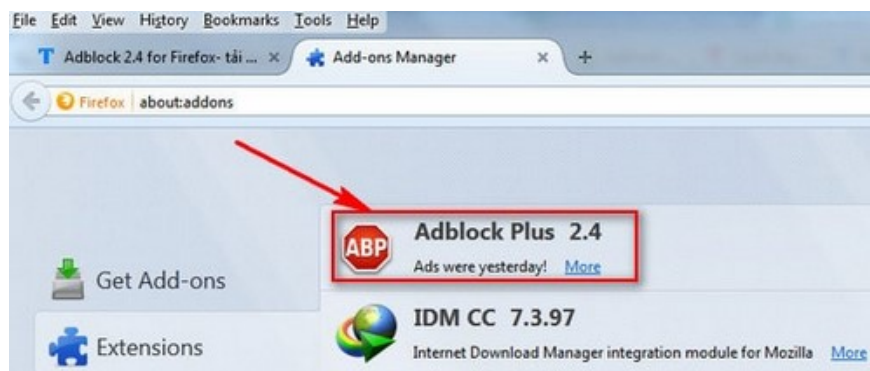 File Edit View History Bookmarks Tools Help
Adblock 2.4 for Firefox- tải ... × Add-ons Manager × +
Firefox about:addons
ABP Adblock Plus 2.4
Ads were yesterday! More
Get Add-ons
IDM CC 7.3.97
Extensions
Internet Download Manager integration module for Mozilla More